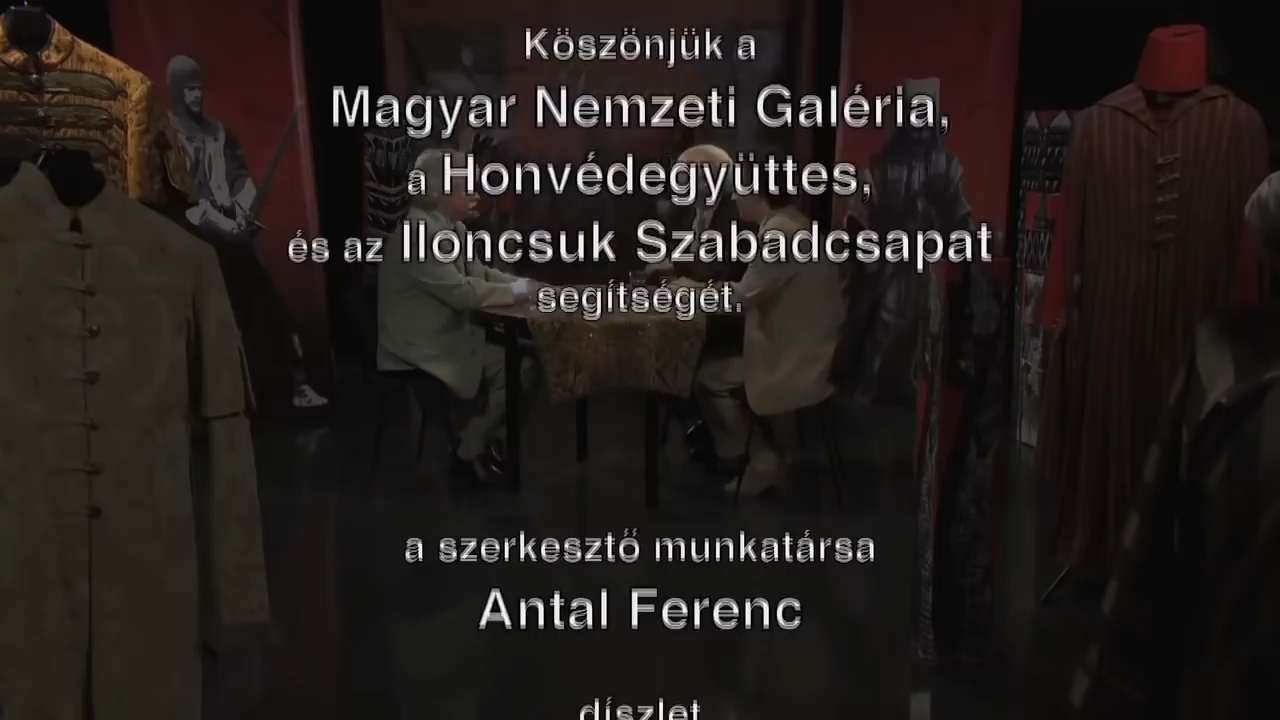 Köszönjük a
Magyar Nemzeti Galéria,
a Honvédegyüttes,
és az Iloncsuk Szabadcsapat
segítségét.
a szerkesztő munkatársa
Antal Ferenc
díszlet